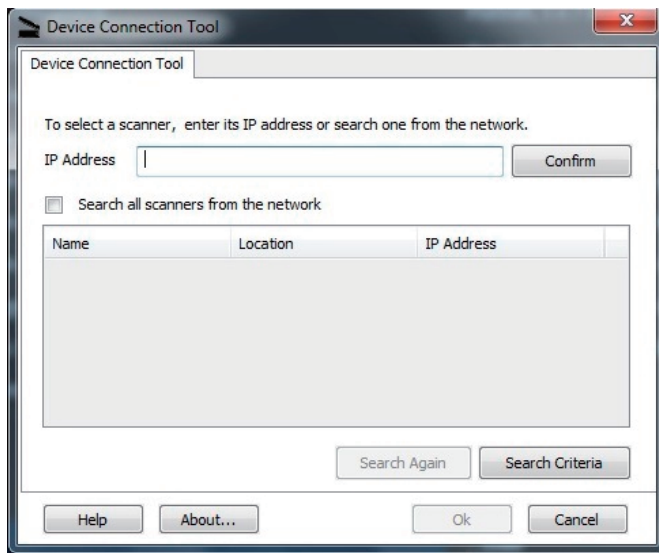 Device Connection Tool
Device Connection Tool
To select a scanner, enter its IP address or search one from the network.
IP Address Confirm
Search all scanners from the network
Name Location IP Address
Search Again Search Criteria
Help About... Ok Cancel